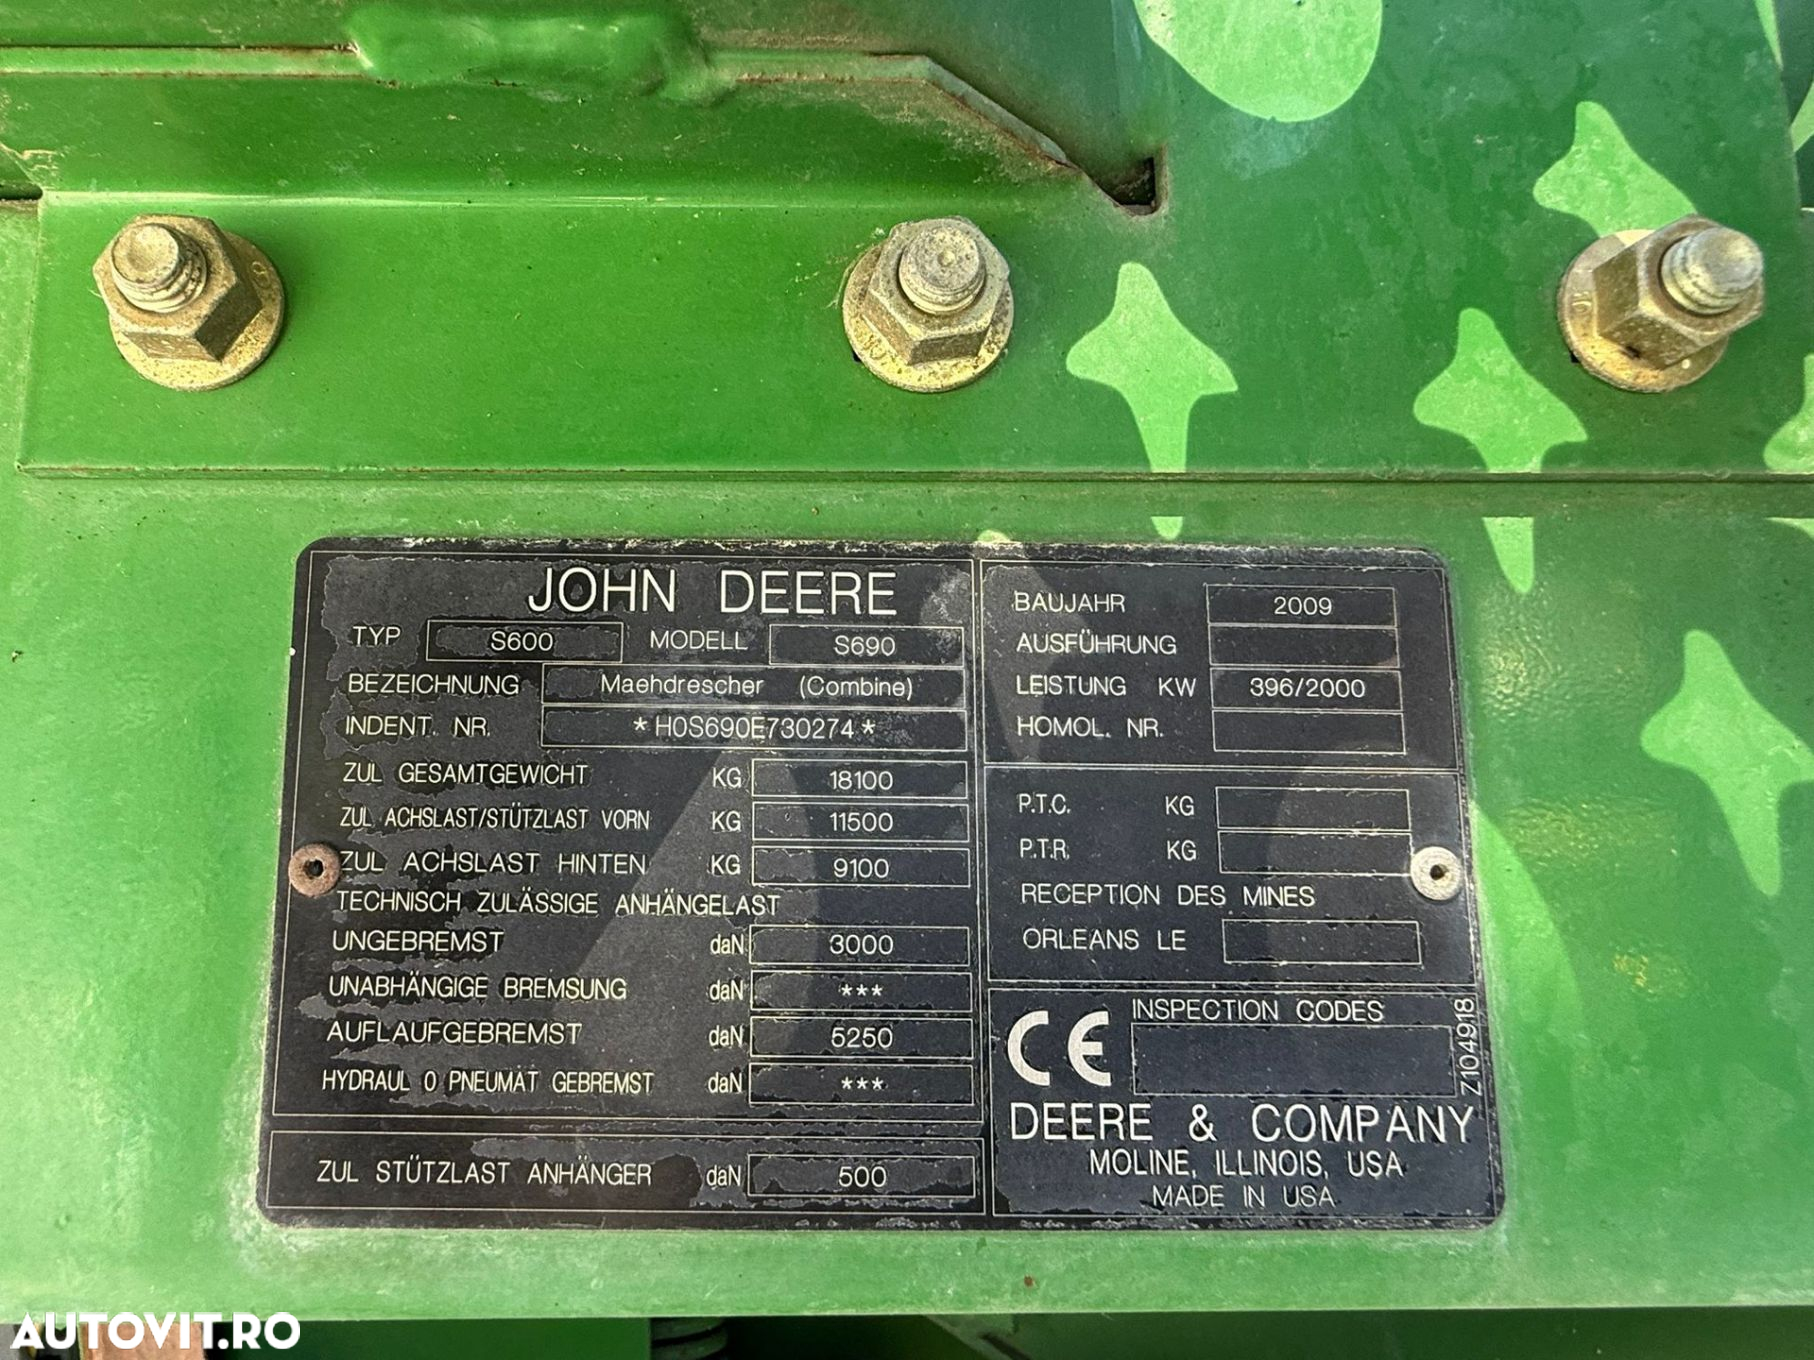 JOHN DEERE
TYP S600 MODELL S690
BEZEICHNUNG Maehdrescher (Combine)
INDENT. NR. *H0S690E730274*
ZUL GESAMTGEWICHT KG 18100
ZUL ACHSLAST/STÜTZLAST VORN KG 11500
ZUL ACHSLAST HINTEN KG 9100
TECHNISCH ZULÄSSIGE ANHÄNGELAST
UNGEBREMST daN 3000
UNABHÄNGIGE BREMSUNG daN ***
AUFLAUFGEBREMST daN 5250
HYDRAUL O PNEUMAT GEBREMST daN ***
ZUL STÜTZLAST ANHÄNGER daN 500
BAUJAHR 2009
AUSFÜHRUNG
LEISTUNG KW 396/2000
HOMOL. NR.
P.T.C. KG
P.T.R. KG
RECEPTION DES MINES
ORLEANS LE
CE INSPECTION CODES
Z104918
DEERE & COMPANY
MOLINE, ILLINOIS, USA
MADE IN USA
AUTOVIT.RO